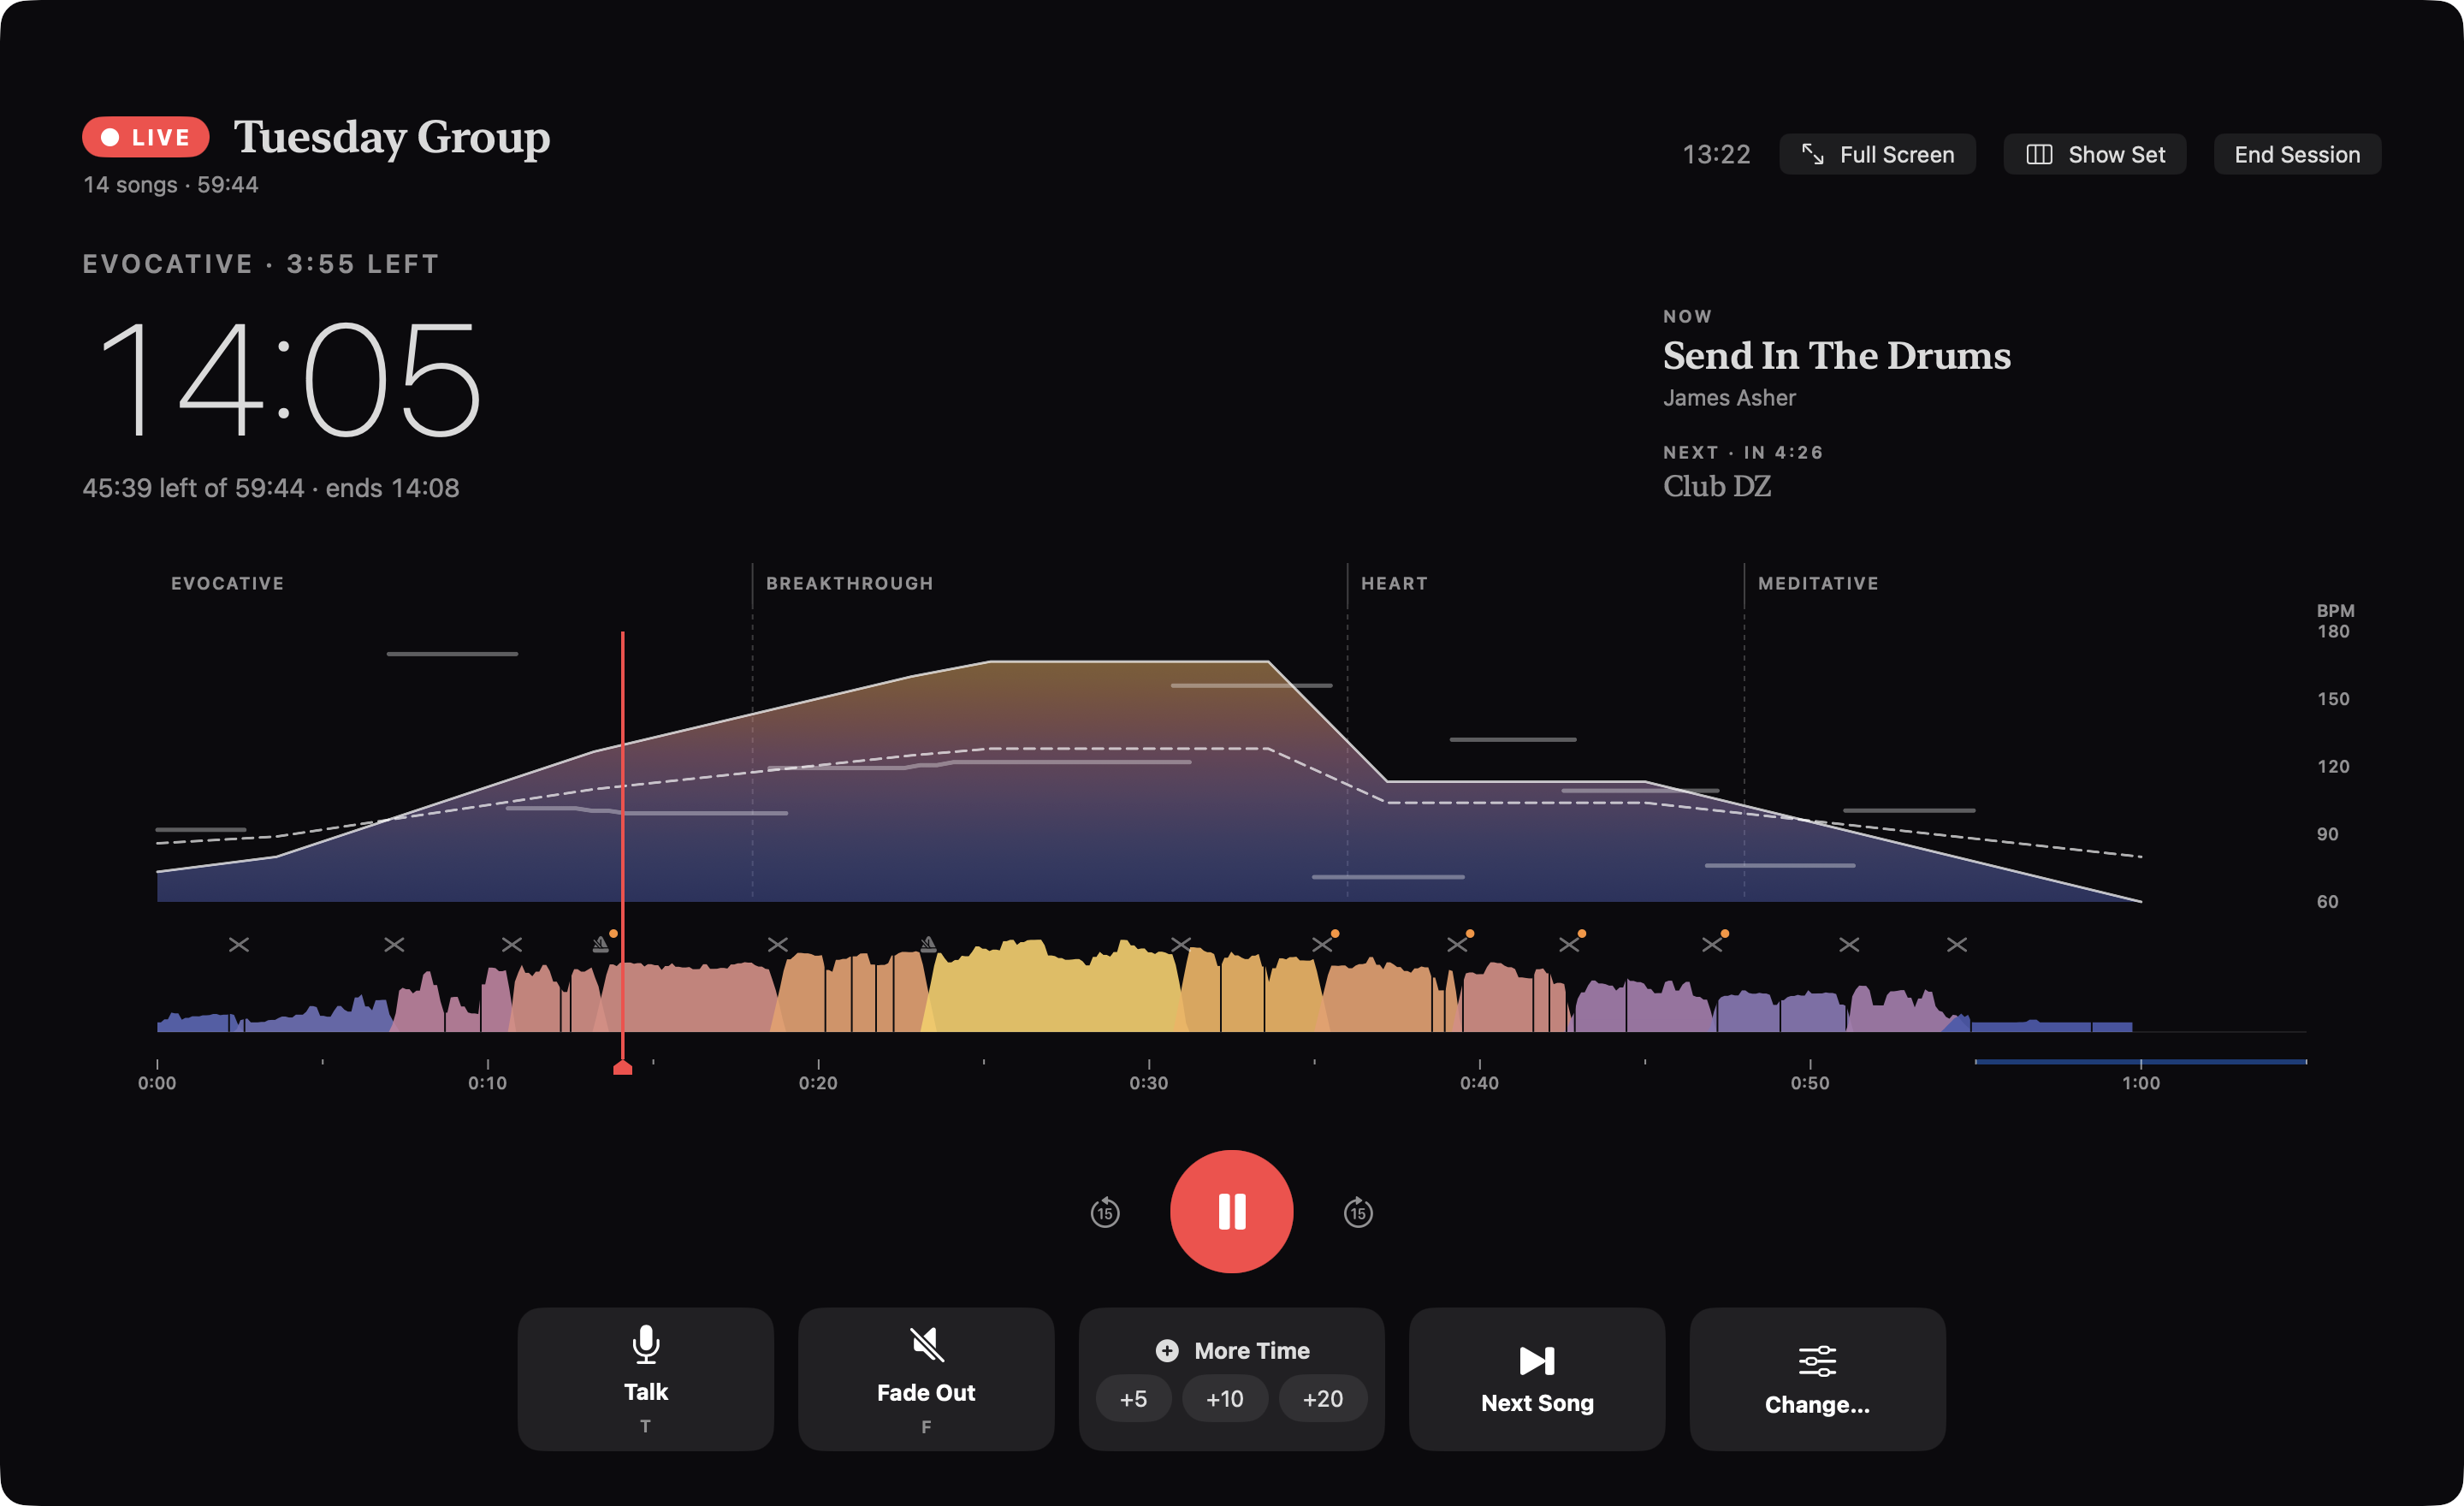 LIVE Tuesday Group
14 songs · 59:44
13:22 Full Screen Show Set End Session
EVOCATIVE · 3:55 LEFT
14:05
45:39 left of 59:44 · ends 14:08
NOW
Send In The Drums
James Asher
NEXT · IN 4:26
Club DZ
EVOCATIVE BREAKTHROUGH HEART MEDITATIVE
BPM
180
150
120
90
60
0:00 0:10 0:20 0:30 0:40 0:50 1:00
15 15
Talk
T
Fade Out
F
More Time
+5 +10 +20
Next Song
Change...